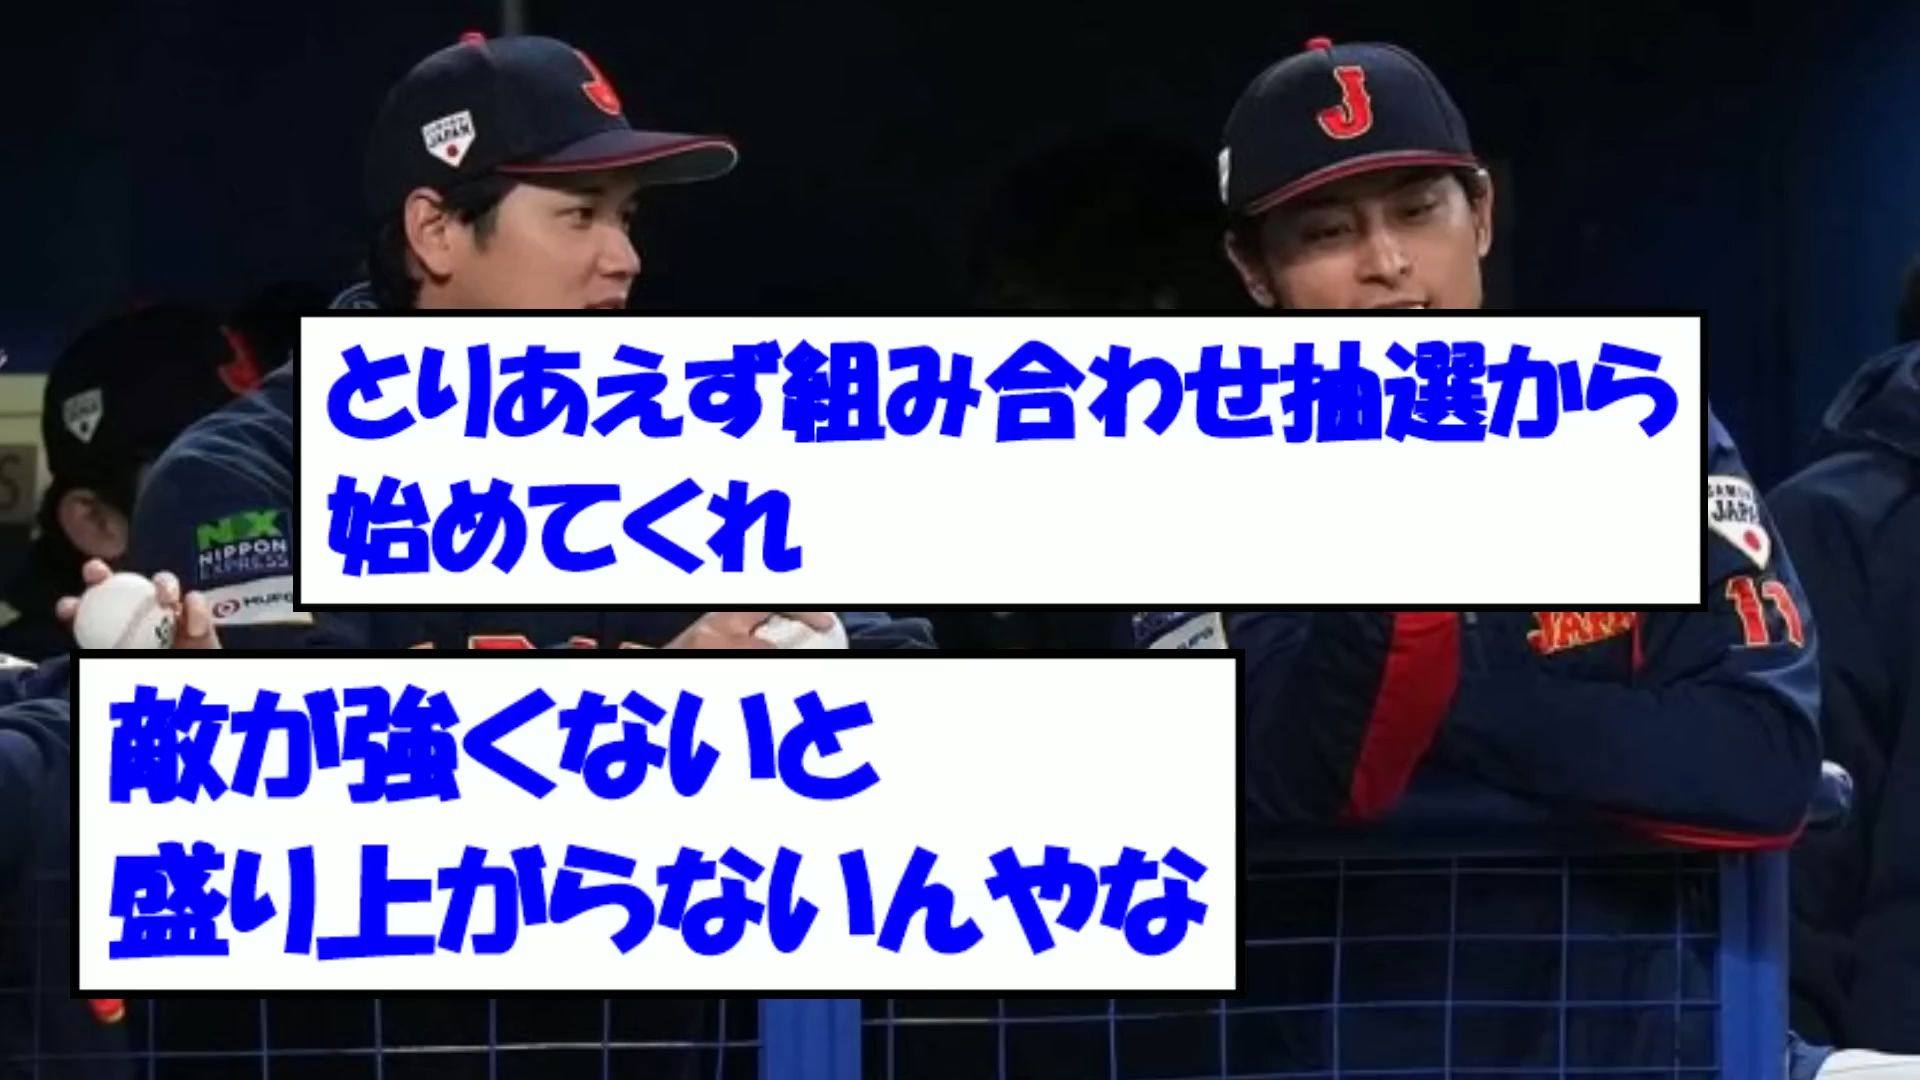 J
JAPAN
とりあえず組み合わせ抽選から
始めてくれ
NX
NIPPON
EXPRESS
JAPAN
11
敵が強くないと
盛り上がらないんやな